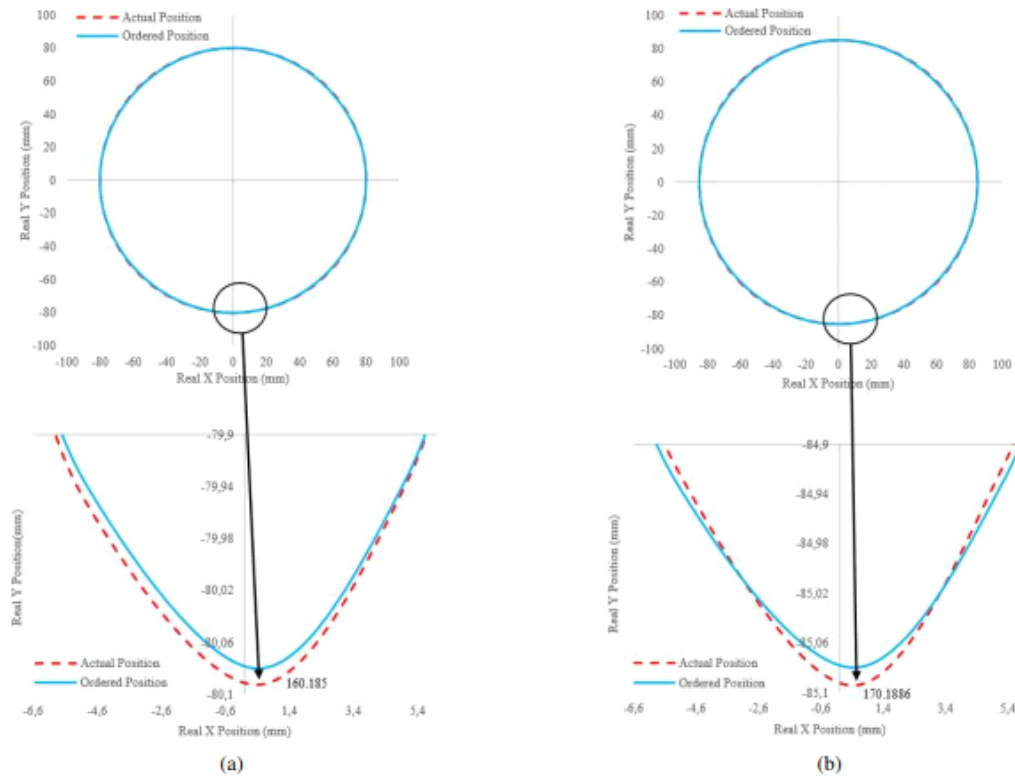 Actual Position
Ordered Position
100
80
60
40
20
0
-20
-40
-60
-80
-100
Real Y Position (mm)
-100 -80 -60 -40 -20 0 20 40 60 80 100
Real X Position (mm)
-79,9
-79,94
-79,98
-80,02
-80,06
-80,1
Real Y Position(mm)
Actual Position
Ordered Position
160.185
-6,6 -4,6 -2,6 -0,6 1,4 3,4 5,4
Real X Position (mm)
(a)
Actual Position
Ordered Position
100
80
60
40
20
0
-20
-40
-60
-80
-100
Real Y Position (mm)
-100 -80 -60 -40 -20 0 20 40 60 80 100
Real X Position (mm)
-84,9
-84,94
-84,98
-85,02
-85,06
-85,1
Real Y Position (mm)
Actual Position
Ordered Position
170.1886
-6,6 -4,6 -2,6 -0,6 1,4 3,4 5,4
Real X Position (mm)
(b)